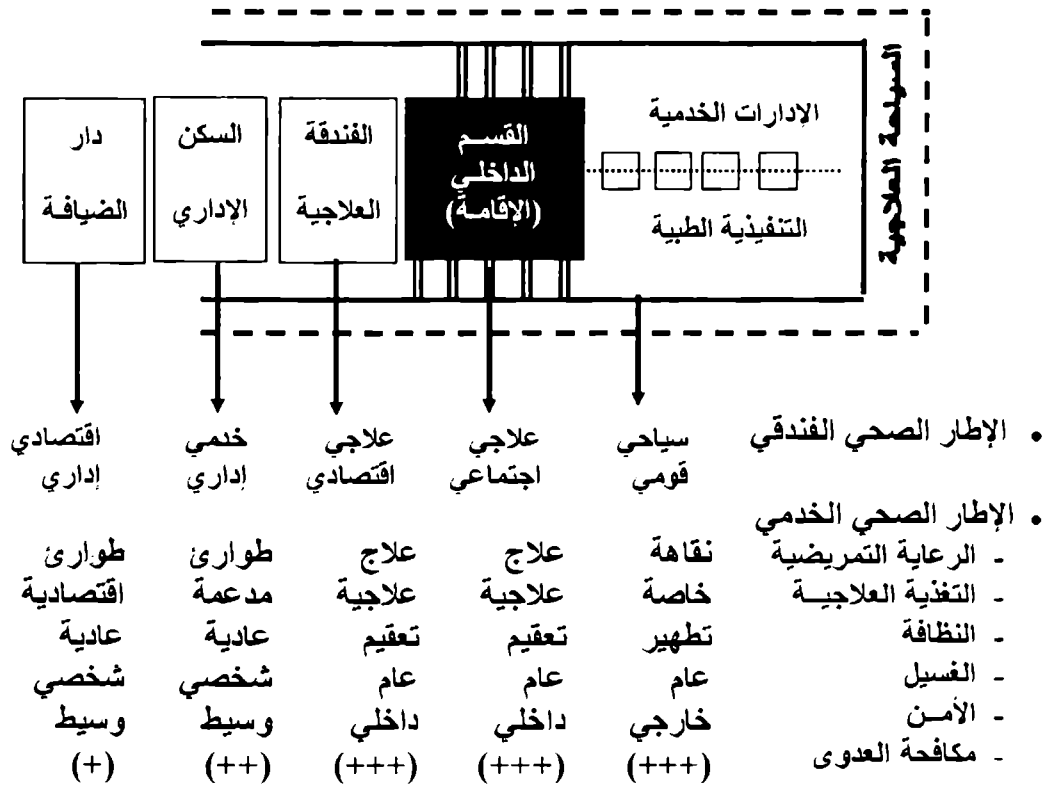 السياحة العلاجية
الإدارات الخدمية
التنفيذية الطبية
القسم
الداخلي
(الإقامة)
الفندقة
العلاجية
السكن
الإداري
دار
الضيافة
• الإطار الصحي الفندقي سياحي علاجي علاجي خدمي اقتصادي
قومي اجتماعي اقتصادي إداري إداري
• الإطار الصحي الخدمي
- الرعاية التمريضية نقاهة علاج علاج طوارئ طوارئ
- التغذية العلاجية خاصة علاجية علاجية مدعمة اقتصادية
- النظافة تطهير تعقيم تعقيم عادية عادية
- الغسيل عام عام عام شخصي شخصي
- الأمن خارجي داخلي داخلي وسيط وسيط
- مكافحة العدوى (+++) (+++) (+++) (++) (+)